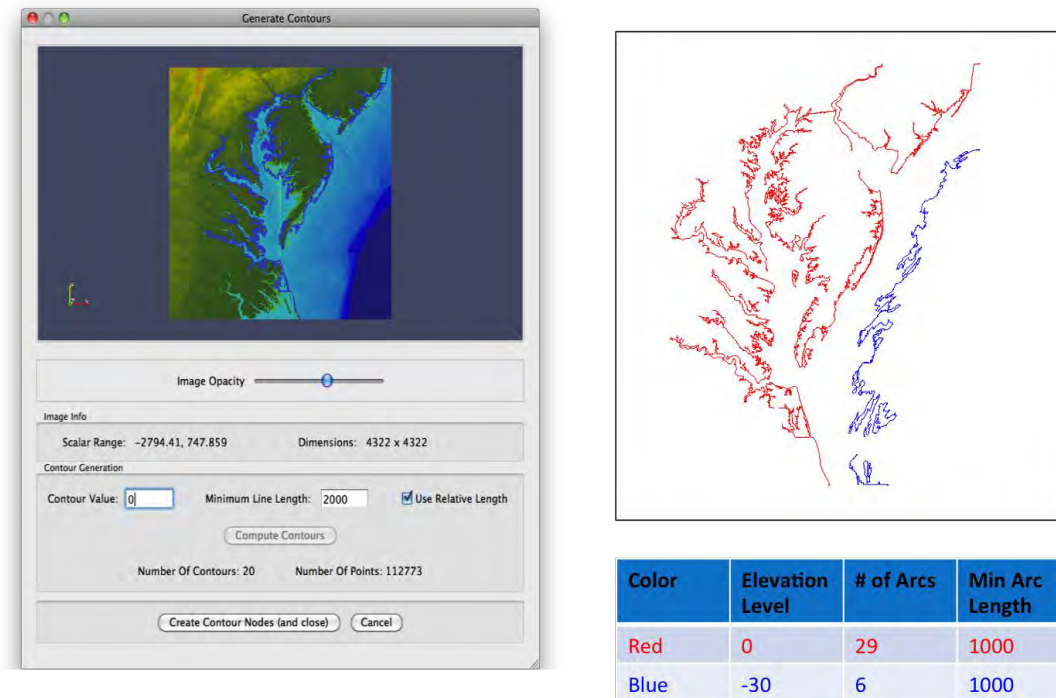 Generate Contours
Image Opacity
Image Info
Scalar Range: -2794.41, 747.859 Dimensions: 4322 x 4322
Contour Generation
Contour Value: 0 Minimum Line Length: 2000 Use Relative Length
Compute Contours
Number Of Contours: 20 Number Of Points: 112773
Create Contour Nodes (and close) Cancel
Color Elevation Level # of Arcs Min Arc Length
Red 0 29 1000
Blue -30 6 1000